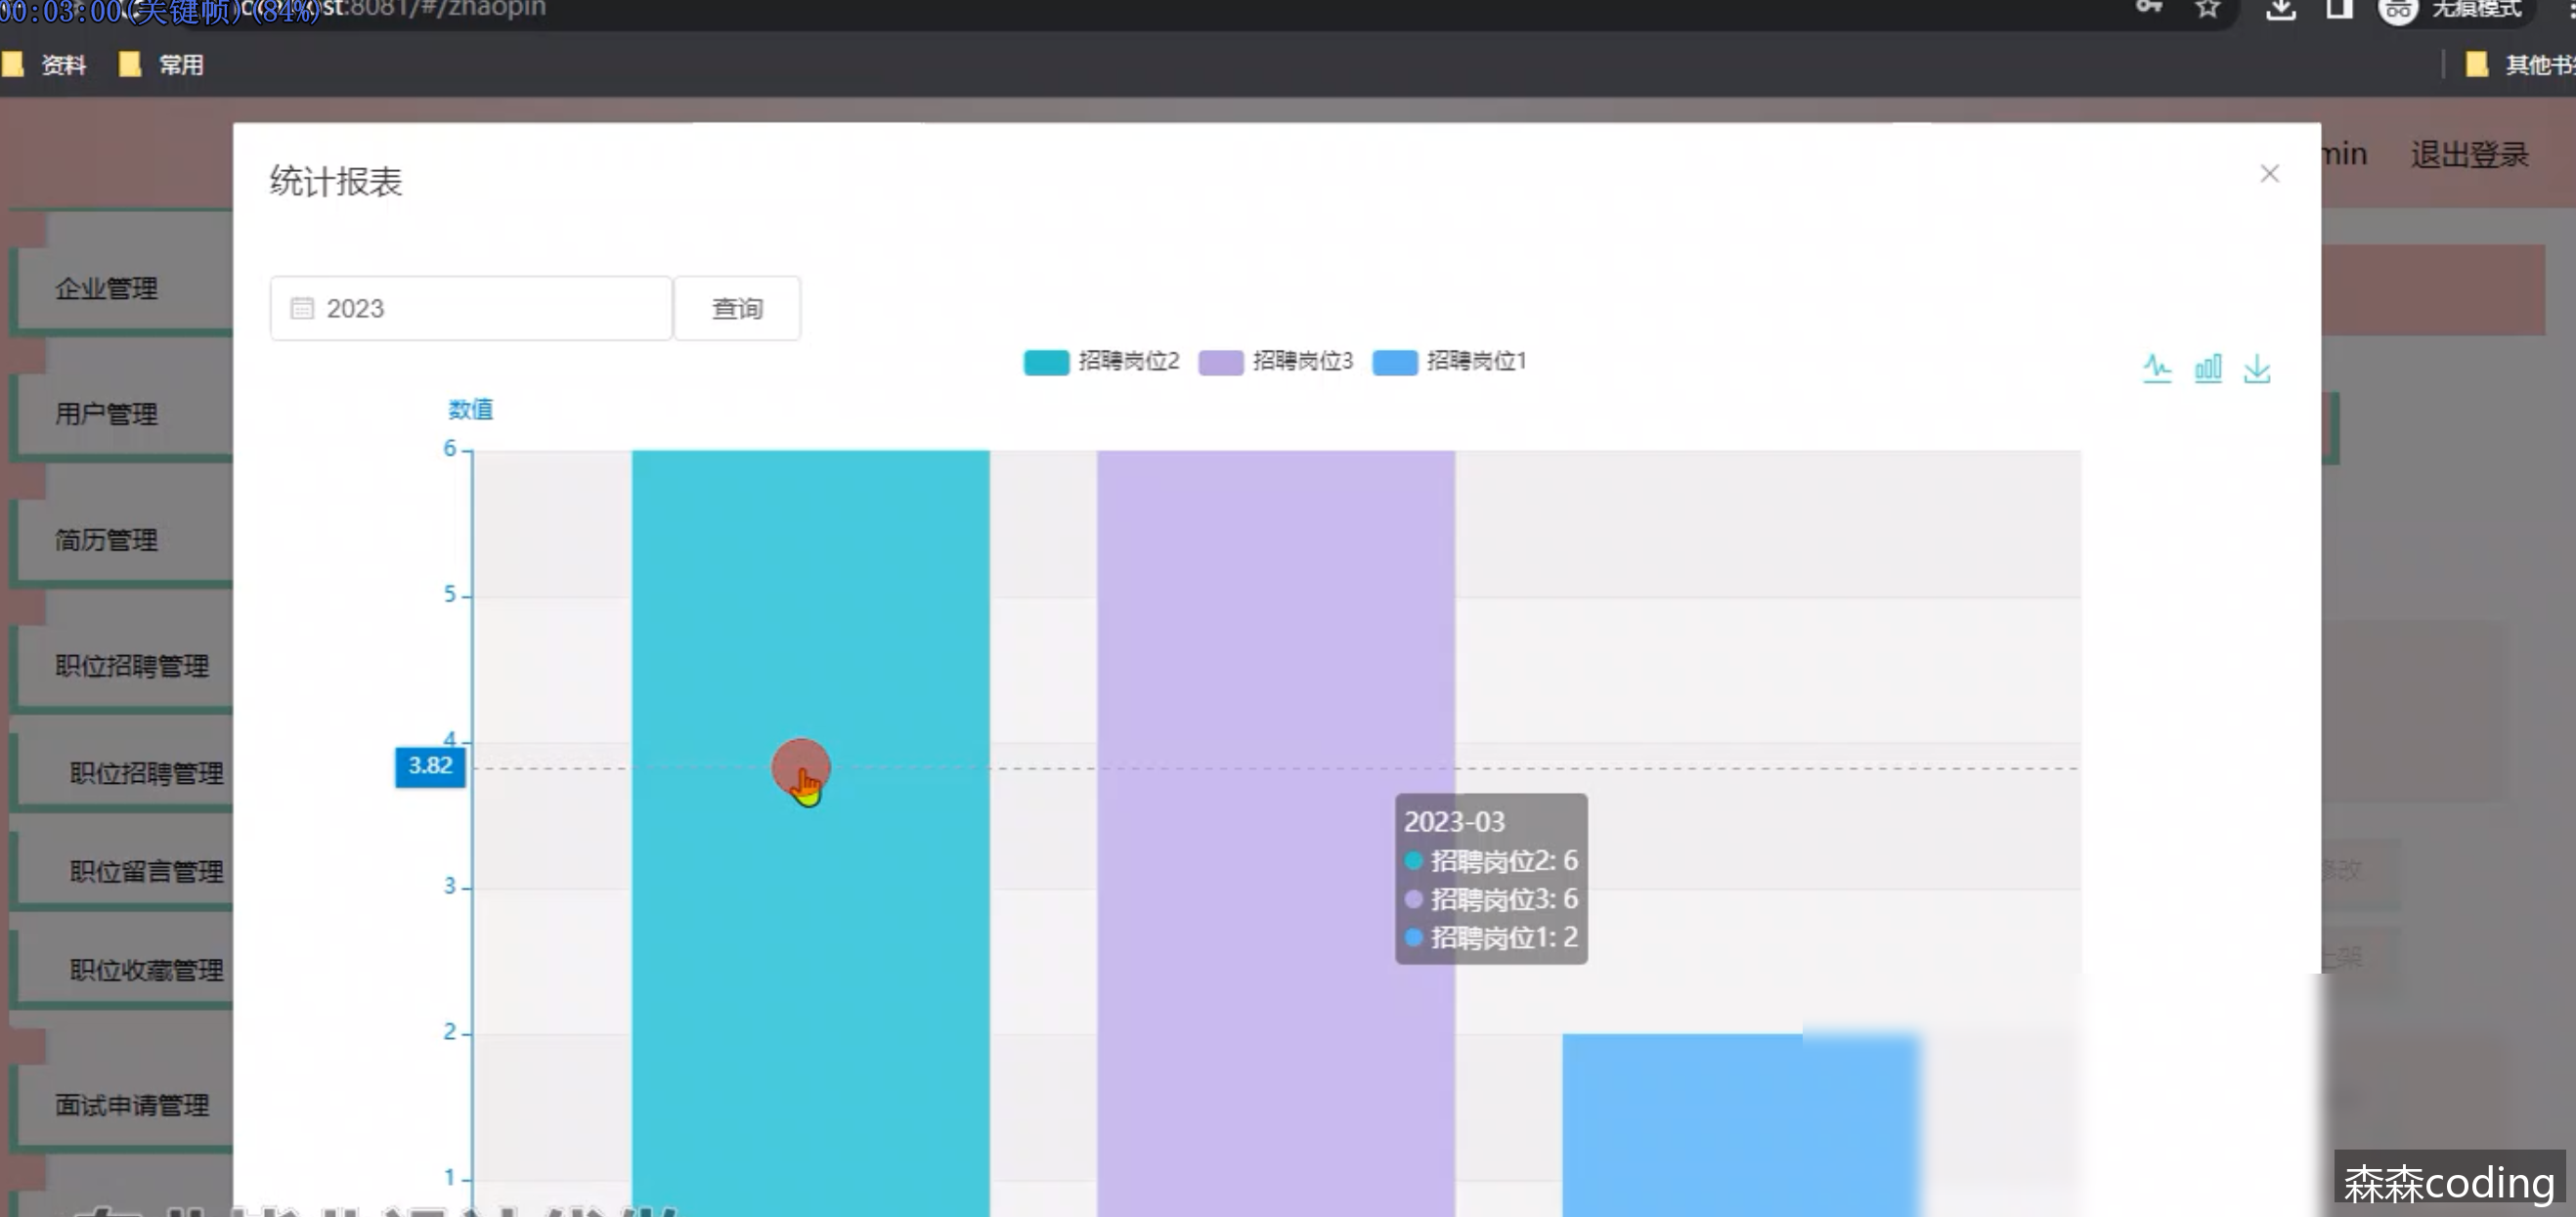 00:03:00(关键帧)(84%)
st:8081/#/zhaopin
无痕模式
资料
常用
其他书
统计报表
min
退出登录
企业管理
2023
查询
招聘岗位2
招聘岗位3
招聘岗位1
用户管理
数值
6
5
4
3
2
1
简历管理
职位招聘管理
3.82
职位招聘管理
2023-03
招聘岗位2: 6
招聘岗位3: 6
招聘岗位1: 2
修改
职位留言管理
上架
职位收藏管理
面试申请管理
森森coding